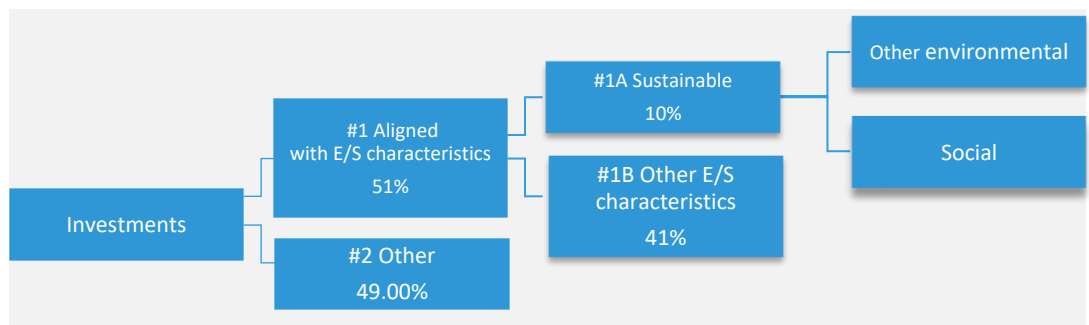 Investments
#1 Aligned
with E/S characteristics
51%
#2 Other
49.00%
#1A Sustainable
10%
#1B Other E/S
characteristics
41%
Other environmental
Social